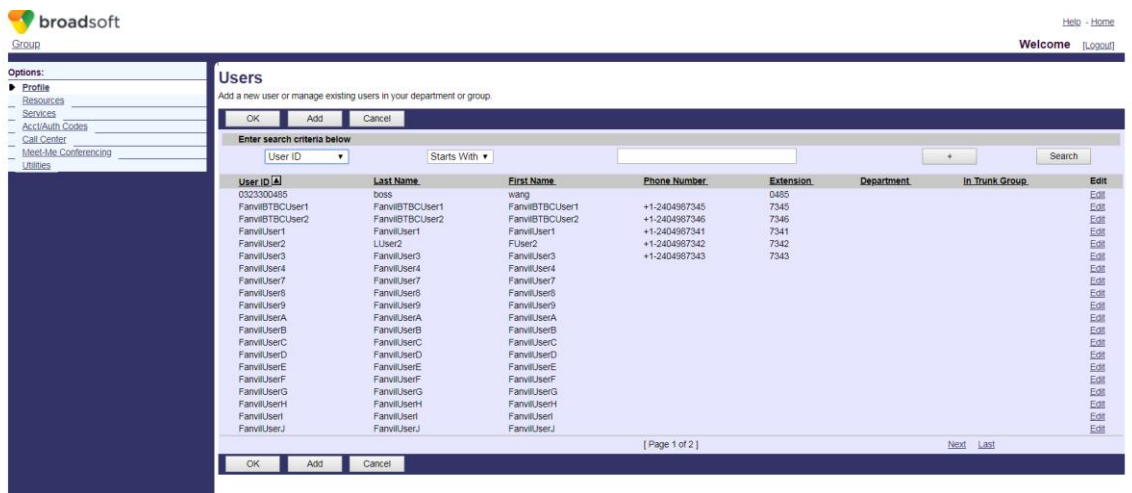 broadsoft
Help - Home
Group
Welcome [Logout]
Options:
Profile
Resources
Services
Acct/Auth Codes
Call Center
Meet-Me Conferencing
Utilities
Users
Add a new user or manage existing users in your department or group.
OK Add Cancel
Enter search criteria below
User ID Starts With + Search
User ID Last Name First Name Phone Number Extension Department In Trunk Group Edit
0323300485 boss wang 0485 Edit
FanvilBTBCUser1 FanvilBTBCUser1 FanvilBTBCUser1 +1-2404987345 7345 Edit
FanvilBTBCUser2 FanvilBTBCUser2 FanvilBTBCUser2 +1-2404987346 7346 Edit
FanvilUser1 FanvilUser1 FanvilUser1 +1-2404987341 7341 Edit
FanvilUser2 LUser2 FUser2 +1-2404987342 7342 Edit
FanvilUser3 FanvilUser3 FanvilUser3 +1-2404987343 7343 Edit
FanvilUser4 FanvilUser4 FanvilUser4 Edit
FanvilUser7 FanvilUser7 FanvilUser7 Edit
FanvilUser8 FanvilUser8 FanvilUser8 Edit
FanvilUser9 FanvilUser9 FanvilUser9 Edit
FanvilUserA FanvilUserA FanvilUserA Edit
FanvilUserB FanvilUserB FanvilUserB Edit
FanvilUserC FanvilUserC FanvilUserC Edit
FanvilUserD FanvilUserD FanvilUserD Edit
FanvilUserE FanvilUserE FanvilUserE Edit
FanvilUserF FanvilUserF FanvilUserF Edit
FanvilUserG FanvilUserG FanvilUserG Edit
FanvilUserH FanvilUserH FanvilUserH Edit
FanvilUserI FanvilUserI FanvilUserI Edit
FanvilUserJ FanvilUserJ FanvilUserJ Edit
[ Page 1 of 2 ] Next Last
OK Add Cancel